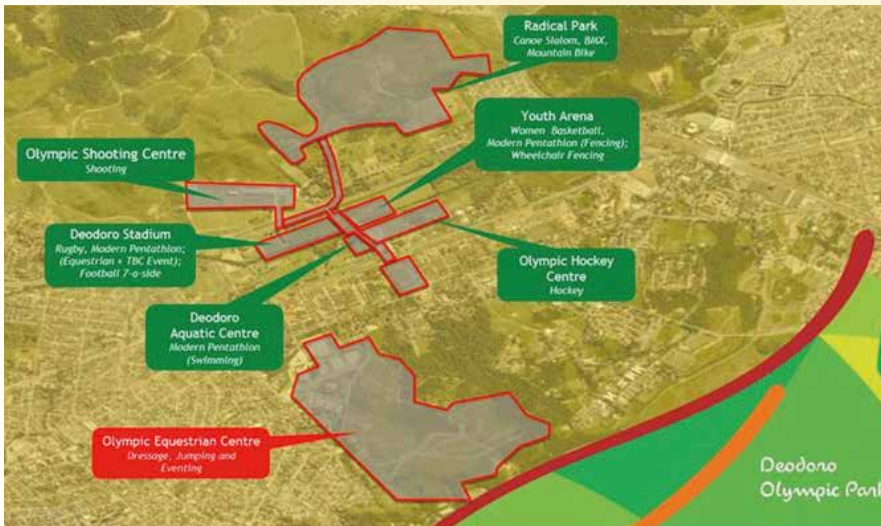 Radical Park
Canoe Slalom, BMX,
Mountain Bike
Youth Arena
Women Basketball,
Modern Pentathlon (Fencing);
Wheelchair Fencing
Olympic Shooting Centre
Shooting
Deodoro Stadium
Rugby, Modern Pentathlon;
(Equestrian + TBC Event);
Football 7-a-side
Olympic Hockey
Centre
Hockey
Deodoro
Aquatic Centre
Modern Pentathlon
(Swimming)
Olympic Equestrian Centre
Dressage, Jumping and
Eventing
Deodoro
Olympic Park